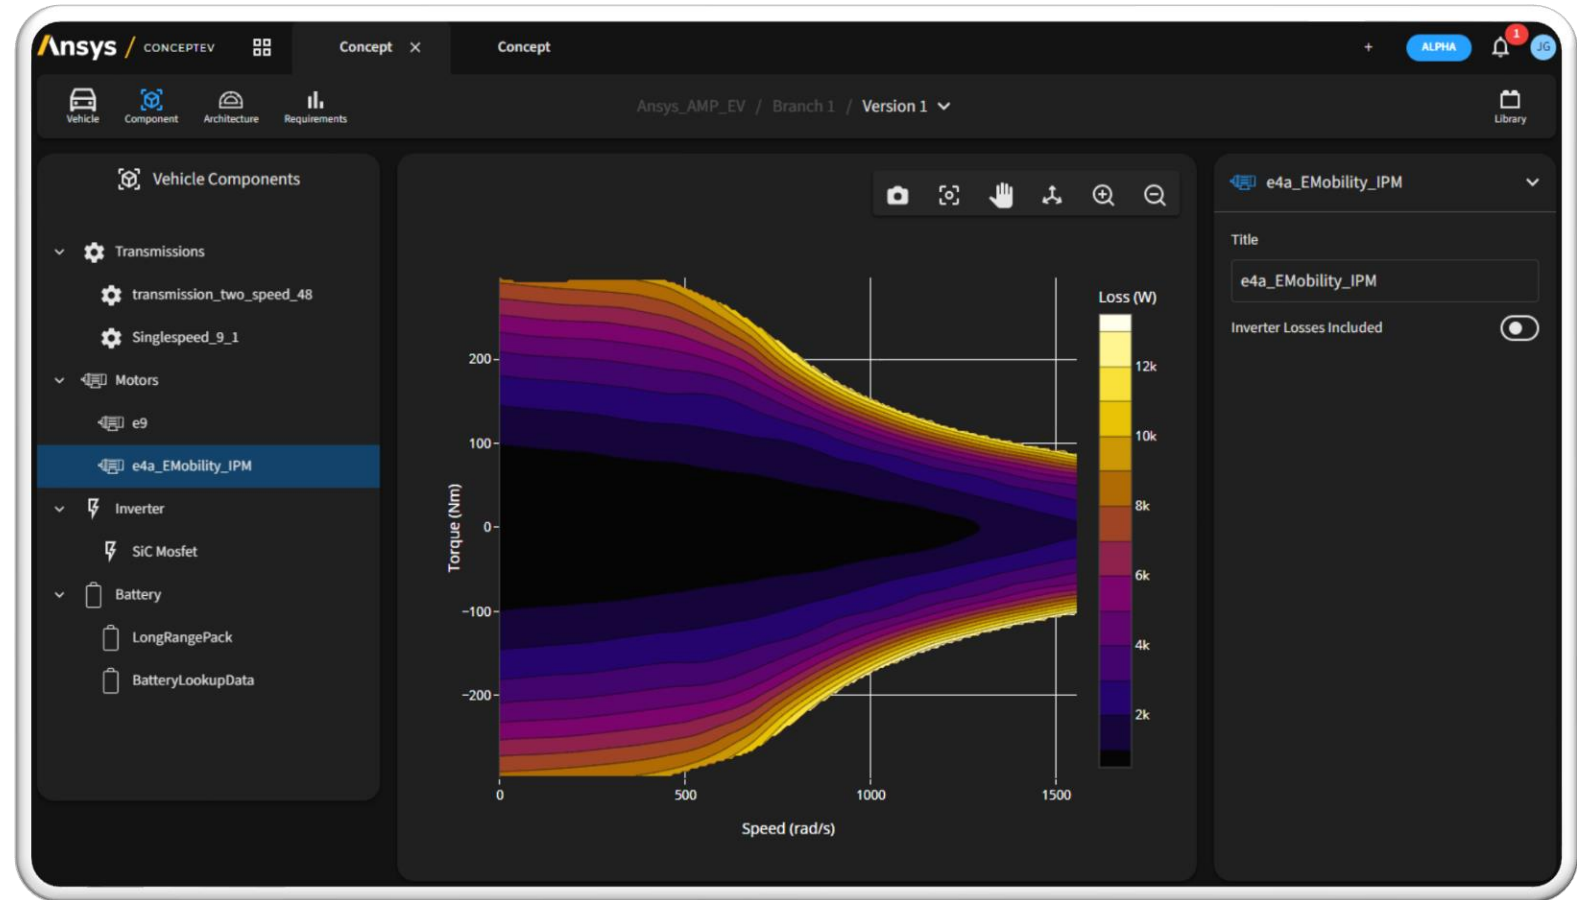 Ansys / CONCEPTEV Concept × Concept + ALPHA 1 JG
Vehicle Component Architecture Requirements Ansys_AMP_EV / Branch 1 / Version 1 Library
Vehicle Components
Transmissions
transmission_two_speed_48
Singlespeed_9_1
Motors
e9
e4a_EMobility_IPM
Inverter
SiC Mosfet
Battery
LongRangePack
BatteryLookupData
Torque (Nm)
200
100
0
−100
−200
0 500 1000 1500
Speed (rad/s)
Loss (W)
12k
10k
8k
6k
4k
2k
e4a_EMobility_IPM
Title
e4a_EMobility_IPM
Inverter Losses Included